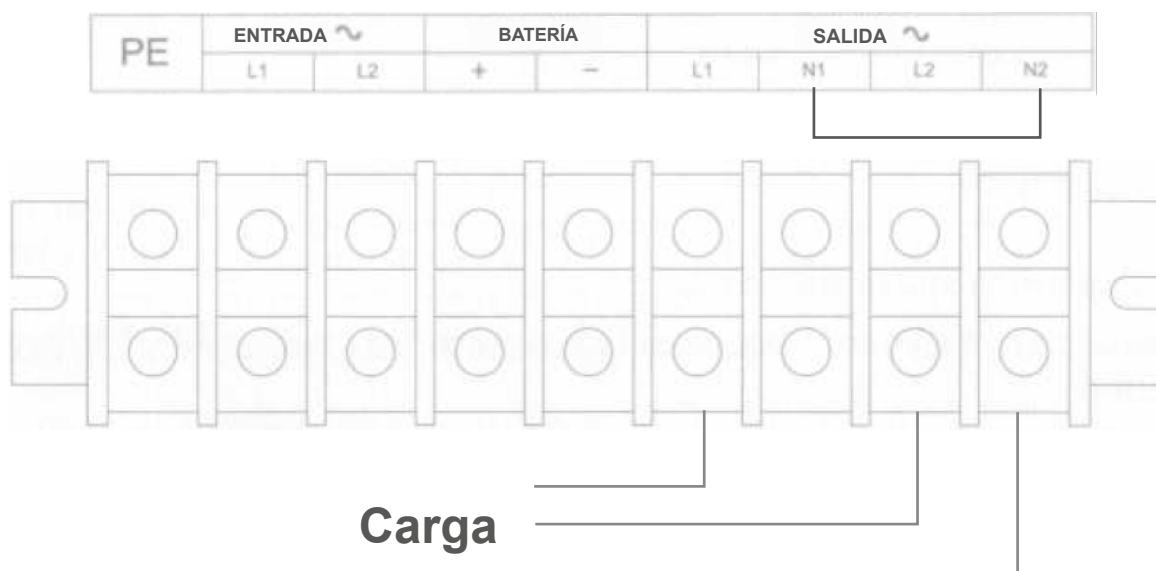 PE ENTRADA ~ BATERÍA SALIDA ~
L1 L2 + − L1 N1 L2 N2
Carga